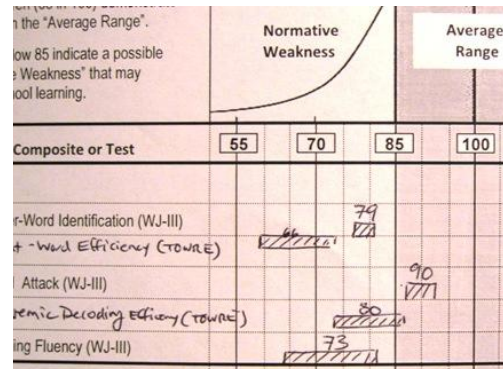 the "Average Range".
low 85 indicate a possible
Weakness" that may
ool learning.
Normative
Weakness
Average
Range
Composite or Test
55 70 85 100
r-Word Identification (WJ-III) 79
-Word Efficiency (TOWRE) 66
Attack (WJ-III) 90
emic Decoding Efficieny (TOWRE) 80
ing Fluency (WJ-III) 73